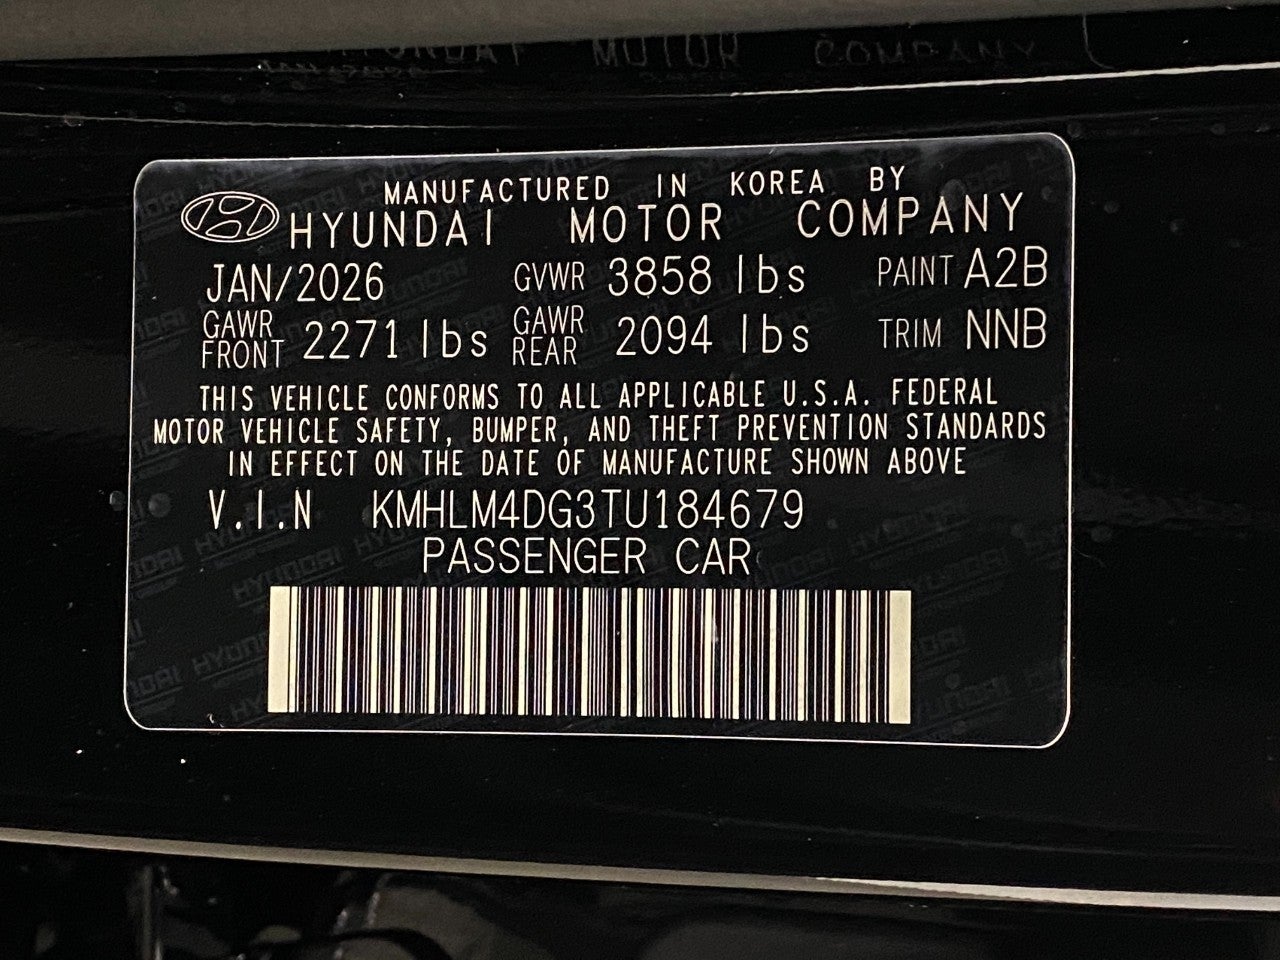 MANUFACTURED IN KOREA BY
HYUNDAI MOTOR COMPANY
JAN/2026 GVWR 3858 lbs PAINT A2B
GAWR FRONT 2271 lbs GAWR REAR 2094 lbs TRIM NNB
THIS VEHICLE CONFORMS TO ALL APPLICABLE U.S.A. FEDERAL
MOTOR VEHICLE SAFETY, BUMPER, AND THEFT PREVENTION STANDARDS
IN EFFECT ON THE DATE OF MANUFACTURE SHOWN ABOVE
V.I.N KMHLM4DG3TU184679
PASSENGER CAR